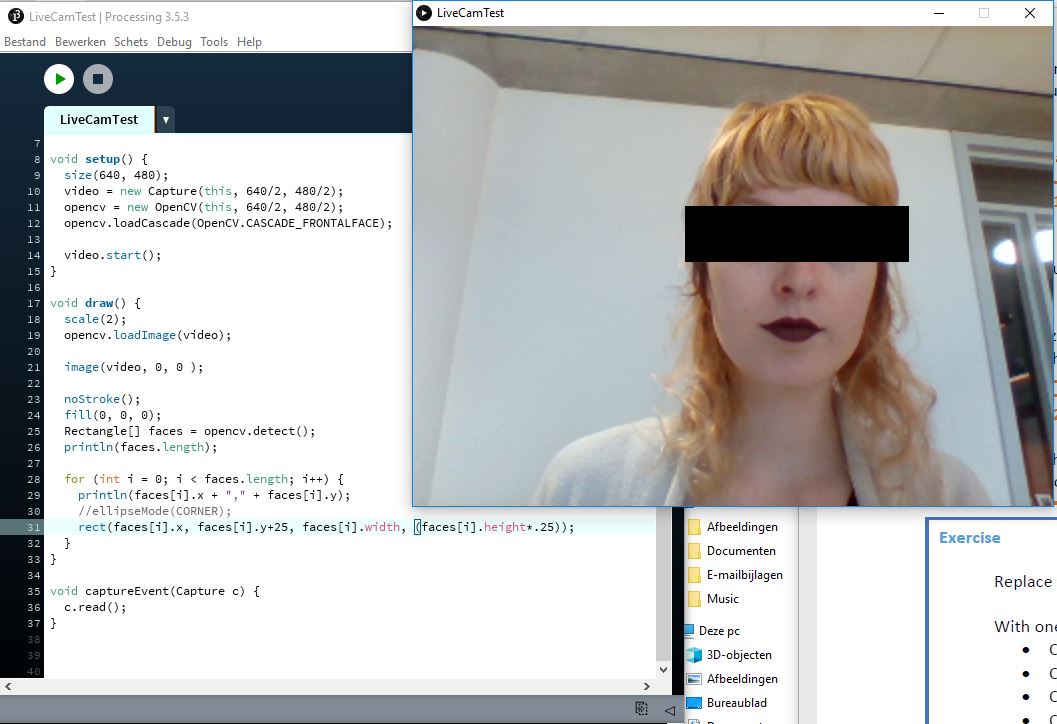 LiveCamTest | Processing 3.5.3
Bestand Bewerken Schets Debug Tools Help
LiveCamTest
7
8 void setup() {
9 size(640, 480);
10 video = new Capture(this, 640/2, 480/2);
11 opencv = new OpenCV(this, 640/2, 480/2);
12 opencv.loadCascade(OpenCV.CASCADE_FRONTALFACE);
13
14 video.start();
15 }
16
17 void draw() {
18 scale(2);
19 opencv.loadImage(video);
20
21 image(video, 0, 0 );
22
23 noStroke();
24 fill(0, 0, 0);
25 Rectangle[] faces = opencv.detect();
26 println(faces.length);
27
28 for (int i = 0; i < faces.length; i++) {
29 println(faces[i].x + "," + faces[i].y);
30 //ellipseMode(CORNER);
31 rect(faces[i].x, faces[i].y+25, faces[i].width, (faces[i].height*.25));
32 }
33 }
34
35 void captureEvent(Capture c) {
36 c.read();
37 }
38
39
40
LiveCamTest
Afbeeldingen
Documenten
E-mailbijlagen
Music
Deze pc
3D-objecten
Afbeeldingen
Bureaublad
Exercise
Replace
With one